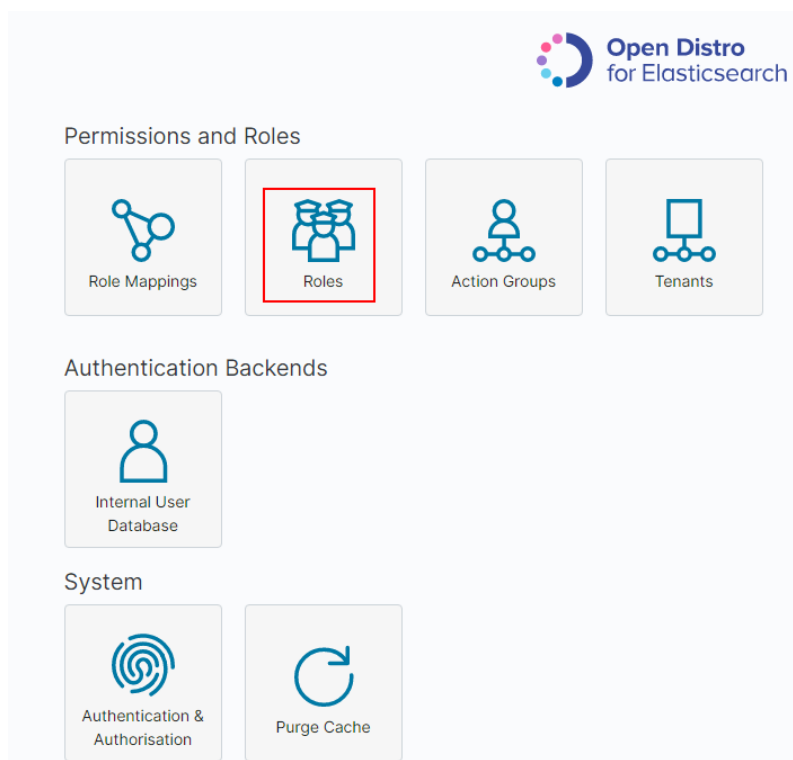 Open Distro
for Elasticsearch
Permissions and Roles
Role Mappings
Roles
Action Groups
Tenants
Authentication Backends
Internal User
Database
System
Authentication &
Authorisation
Purge Cache